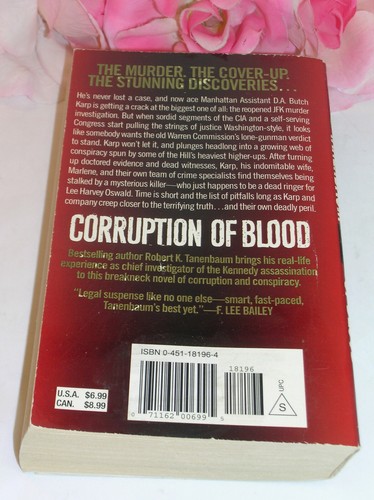 THE MURDER. THE COVER-UP.
THE STUNNING DISCOVERIES...
He's never lost a case, and now ace Manhattan Assistant D.A. Butch
Karp is getting a crack at the biggest one of all: the reopend JFK murder
investigation. But when sordid segments of the CIA and a self-serving
Congress start pulling the strings of justice Washington-style, it looks
like somebody wants the old Warren Commission's lone-gunman verdict
to stand. Karp won't let it, and plunges headlong into a growing web of
conspiracy spun by some of the Hill's heaviest higher-ups. After turning
up doctored evidence and dead witnesses, Karp, his indomitable wife,
Marlene, and their own team of crime specialists find themselves being
stalked by a mysterious killer—who just happens to be a dead ringer for
Lee Harvey Oswald. Time is short and the list of pitfalls long as Karp and
company creep closer to the terrifying truth... and their own deadly peril.
CORRUPTION OF BLOOD
Bestselling author Robert K. Tanenbaum brings his real-life
experience as chief investigator of the Kennedy assassination
to this breakneck novel of corruption and conspiracy.
"Legal suspense like no one else—smart, fast-paced,
Tanenbaum's best yet."—F. LEE BAILEY
ISBN 0-451-18196-4
18196
UPC
S
U.S.A. $6.99
CAN. $8.99
0
71162 00699
5